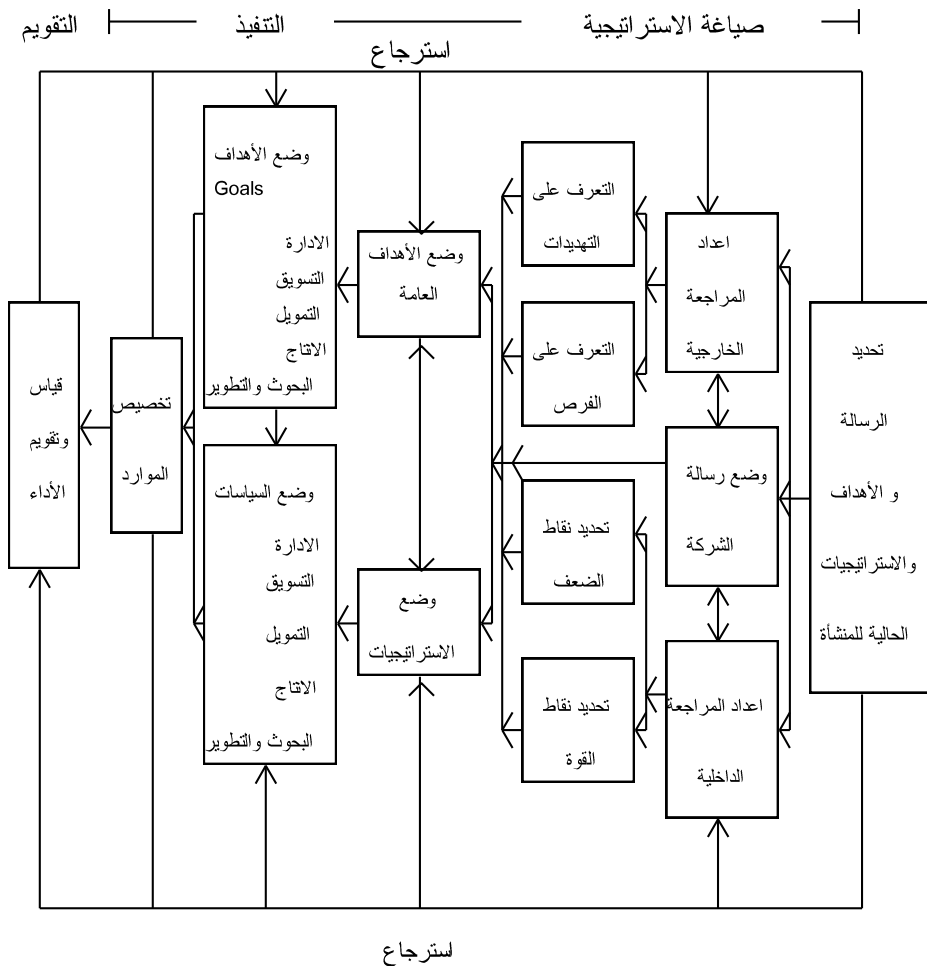 صياغة الاستراتيجية
التنفيذ
التقويم
استرجاع
تحديد
الرسالة
و الأهداف
والاستراتيجيات
الحالية للمنشأة
اعداد
المراجعة
الخارجية
وضع رسالة
الشركة
اعداد المراجعة
الداخلية
التعرف على
التهديدات
التعرف على
الفرص
تحديد نقاط
الضعف
تحديد نقاط
القوة
وضع الأهداف
العامة
وضع
الاستراتيجيات
وضع الأهداف
Goals
الادارة
التسويق
التمويل
الانتاج
البحوث والتطوير
وضع السياسات
الادارة
التسويق
التمويل
الانتاج
البحوث والتطوير
تخصيص
الموارد
قياس
وتقويم
الأداء
استرجاع